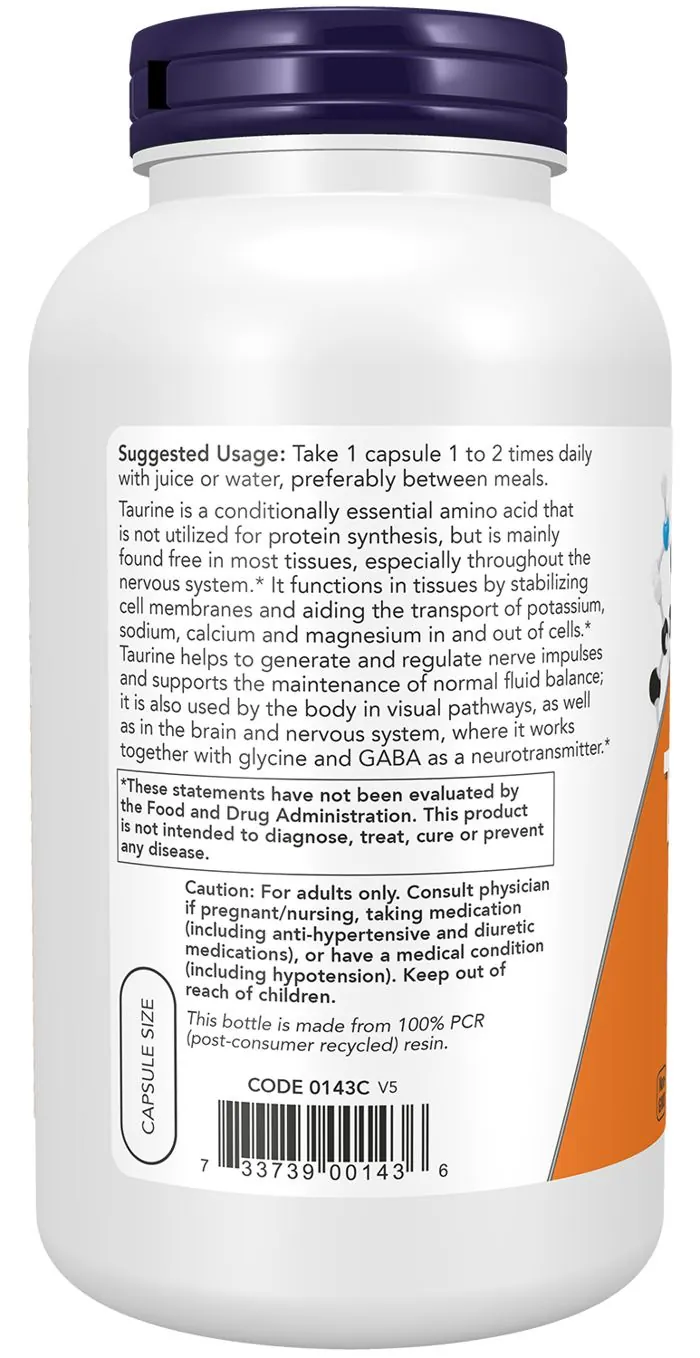 Suggested Usage: Take 1 capsule 1 to 2 times daily
with juice or water, preferably between meals.
Taurine is a conditionally essential amino acid that
is not utilized for protein synthesis, but is mainly
found free in most tissues, especially throughout the
nervous system.* It functions in tissues by stabilizing
cell membranes and aiding the transport of potassium,
sodium, calcium and magnesium in and out of cells.*
Taurine helps to generate and regulate nerve impulses
and supports the maintenance of normal fluid balance;
it is also used by the body in visual pathways, as well
as in the brain and nervous system, where it works
together with glycine and GABA as a neurotransmitter.*
*These statements have not been evaluated by
the Food and Drug Administration. This product
is not intended to diagnose, treat, cure or prevent
any disease.
Caution: For adults only. Consult physician
if pregnant/nursing, taking medication
(including anti-hypertensive and diuretic
medications), or have a medical condition
(including hypotension). Keep out of
reach of children.
This bottle is made from 100% PCR
(post-consumer recycled) resin.
CAPSULE SIZE
CODE 0143C V5
7 33739 00143 6